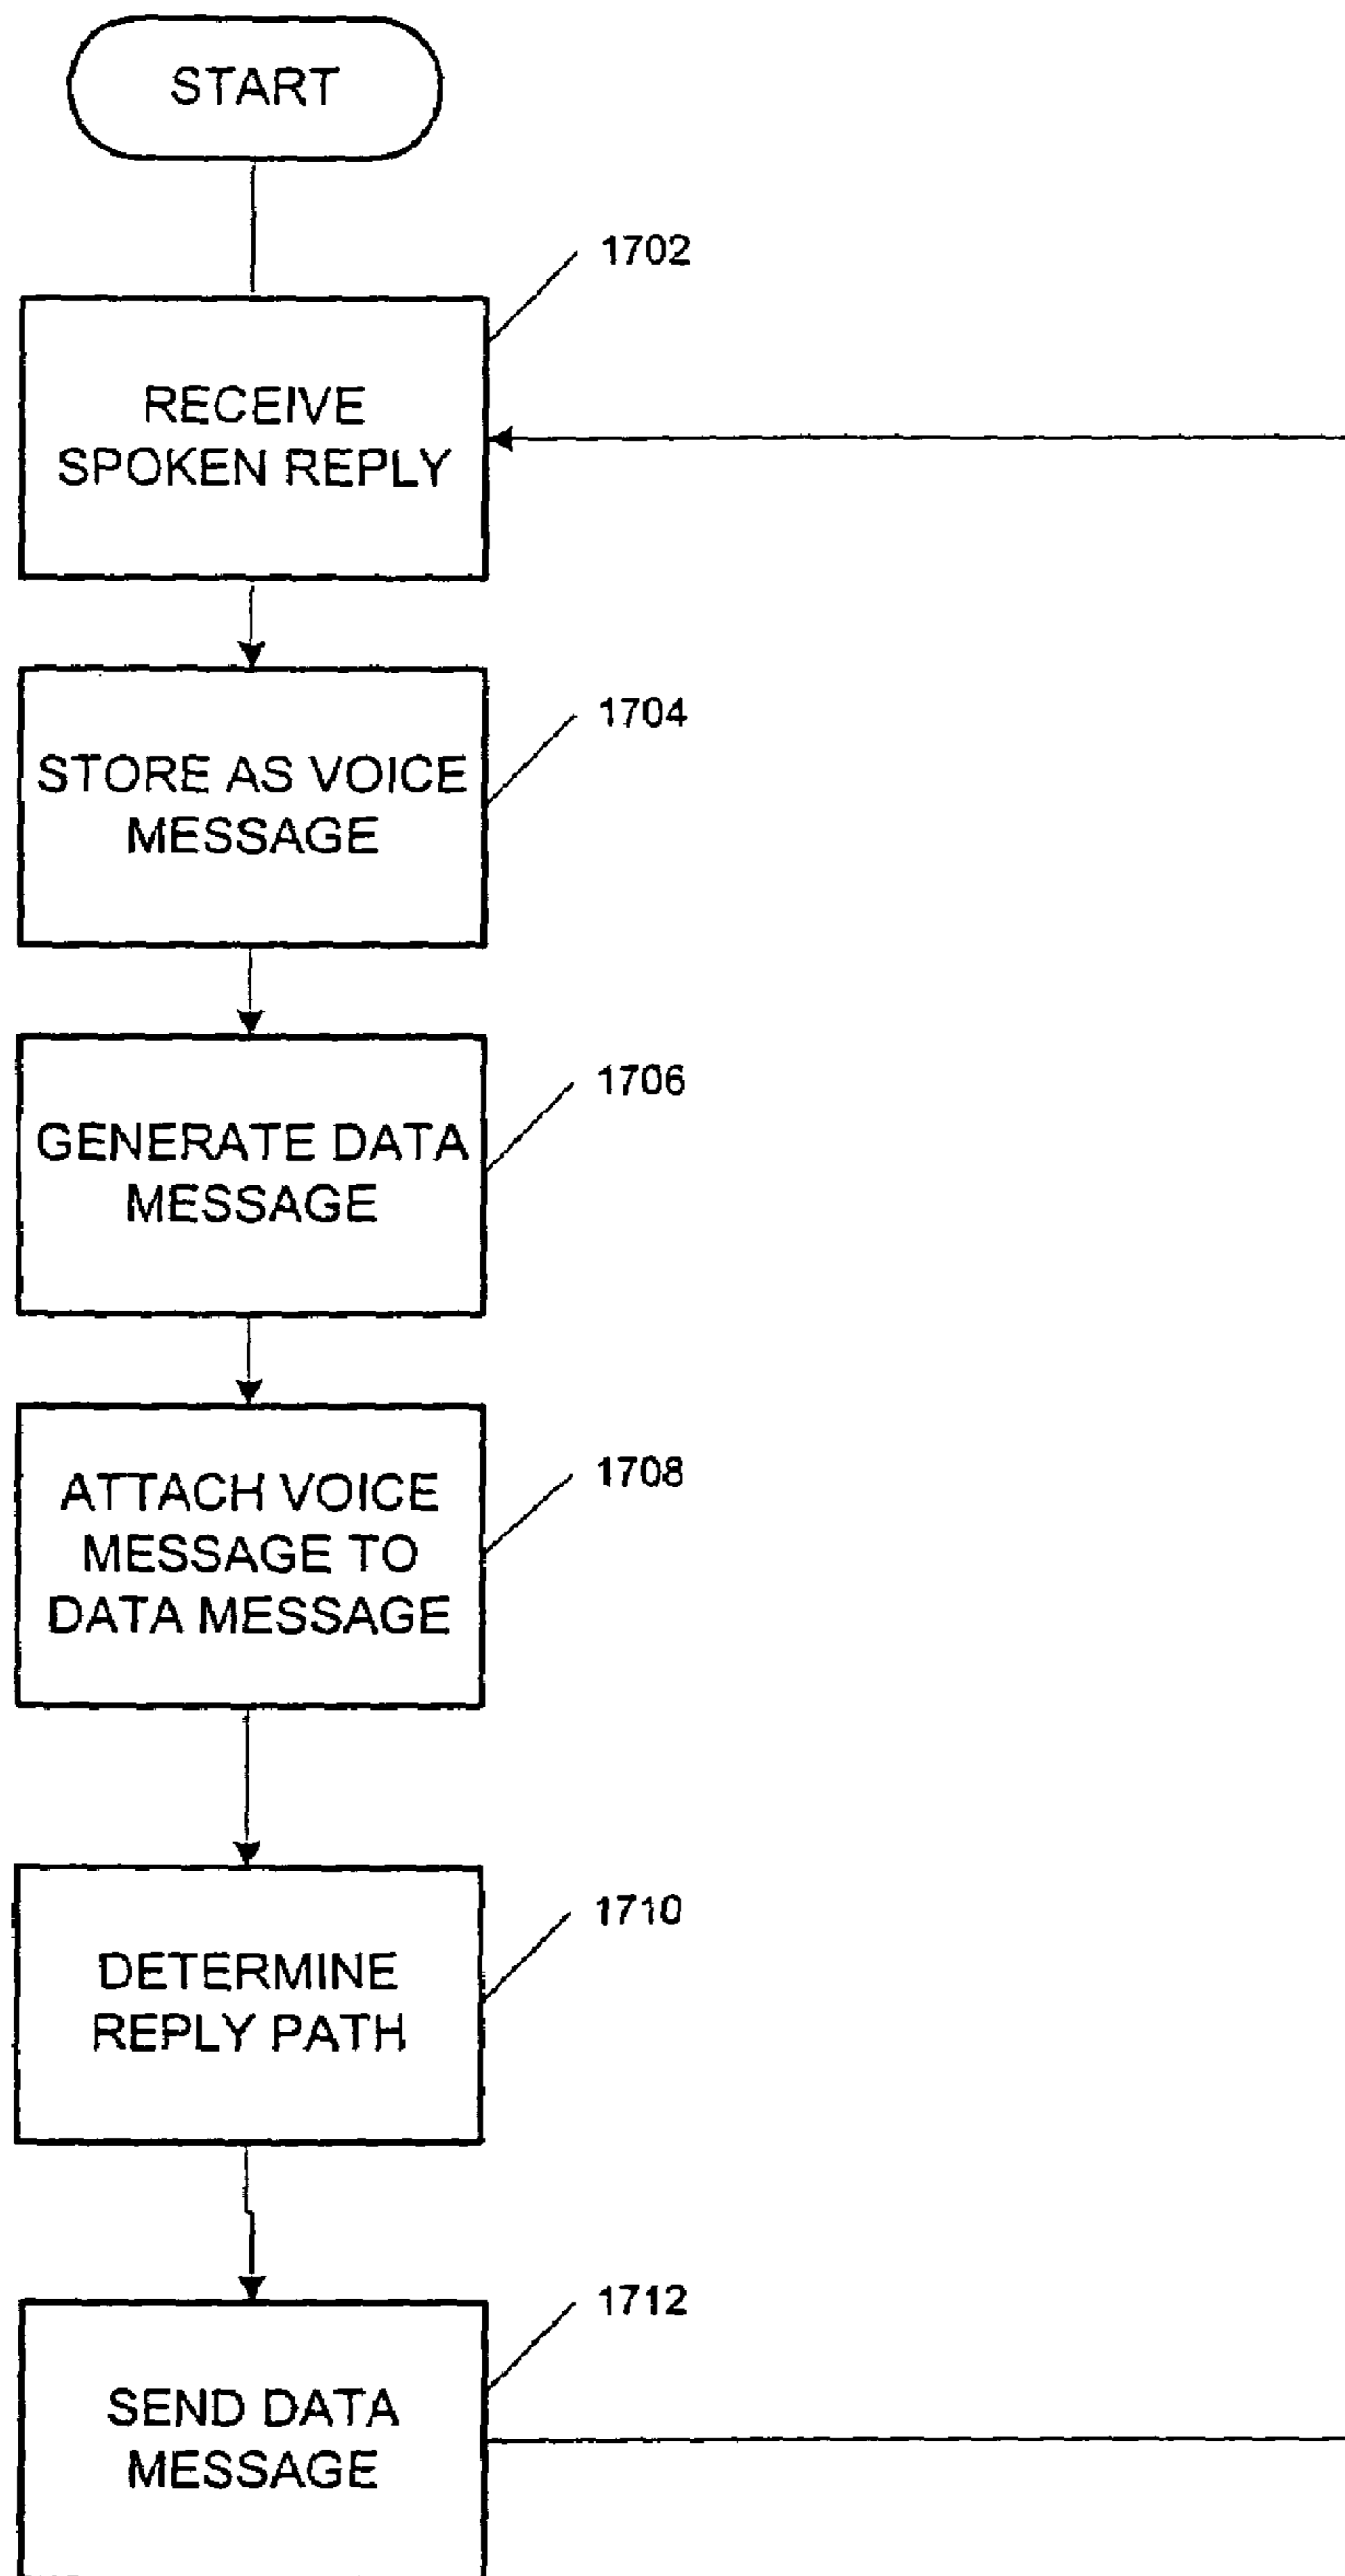 START
1702
RECEIVE
SPOKEN REPLY
1704
STORE AS VOICE
MESSAGE
1706
GENERATE DATA
MESSAGE
1708
ATTACH VOICE
MESSAGE TO
DATA MESSAGE
1710
DETERMINE
REPLY PATH
1712
SEND DATA
MESSAGE